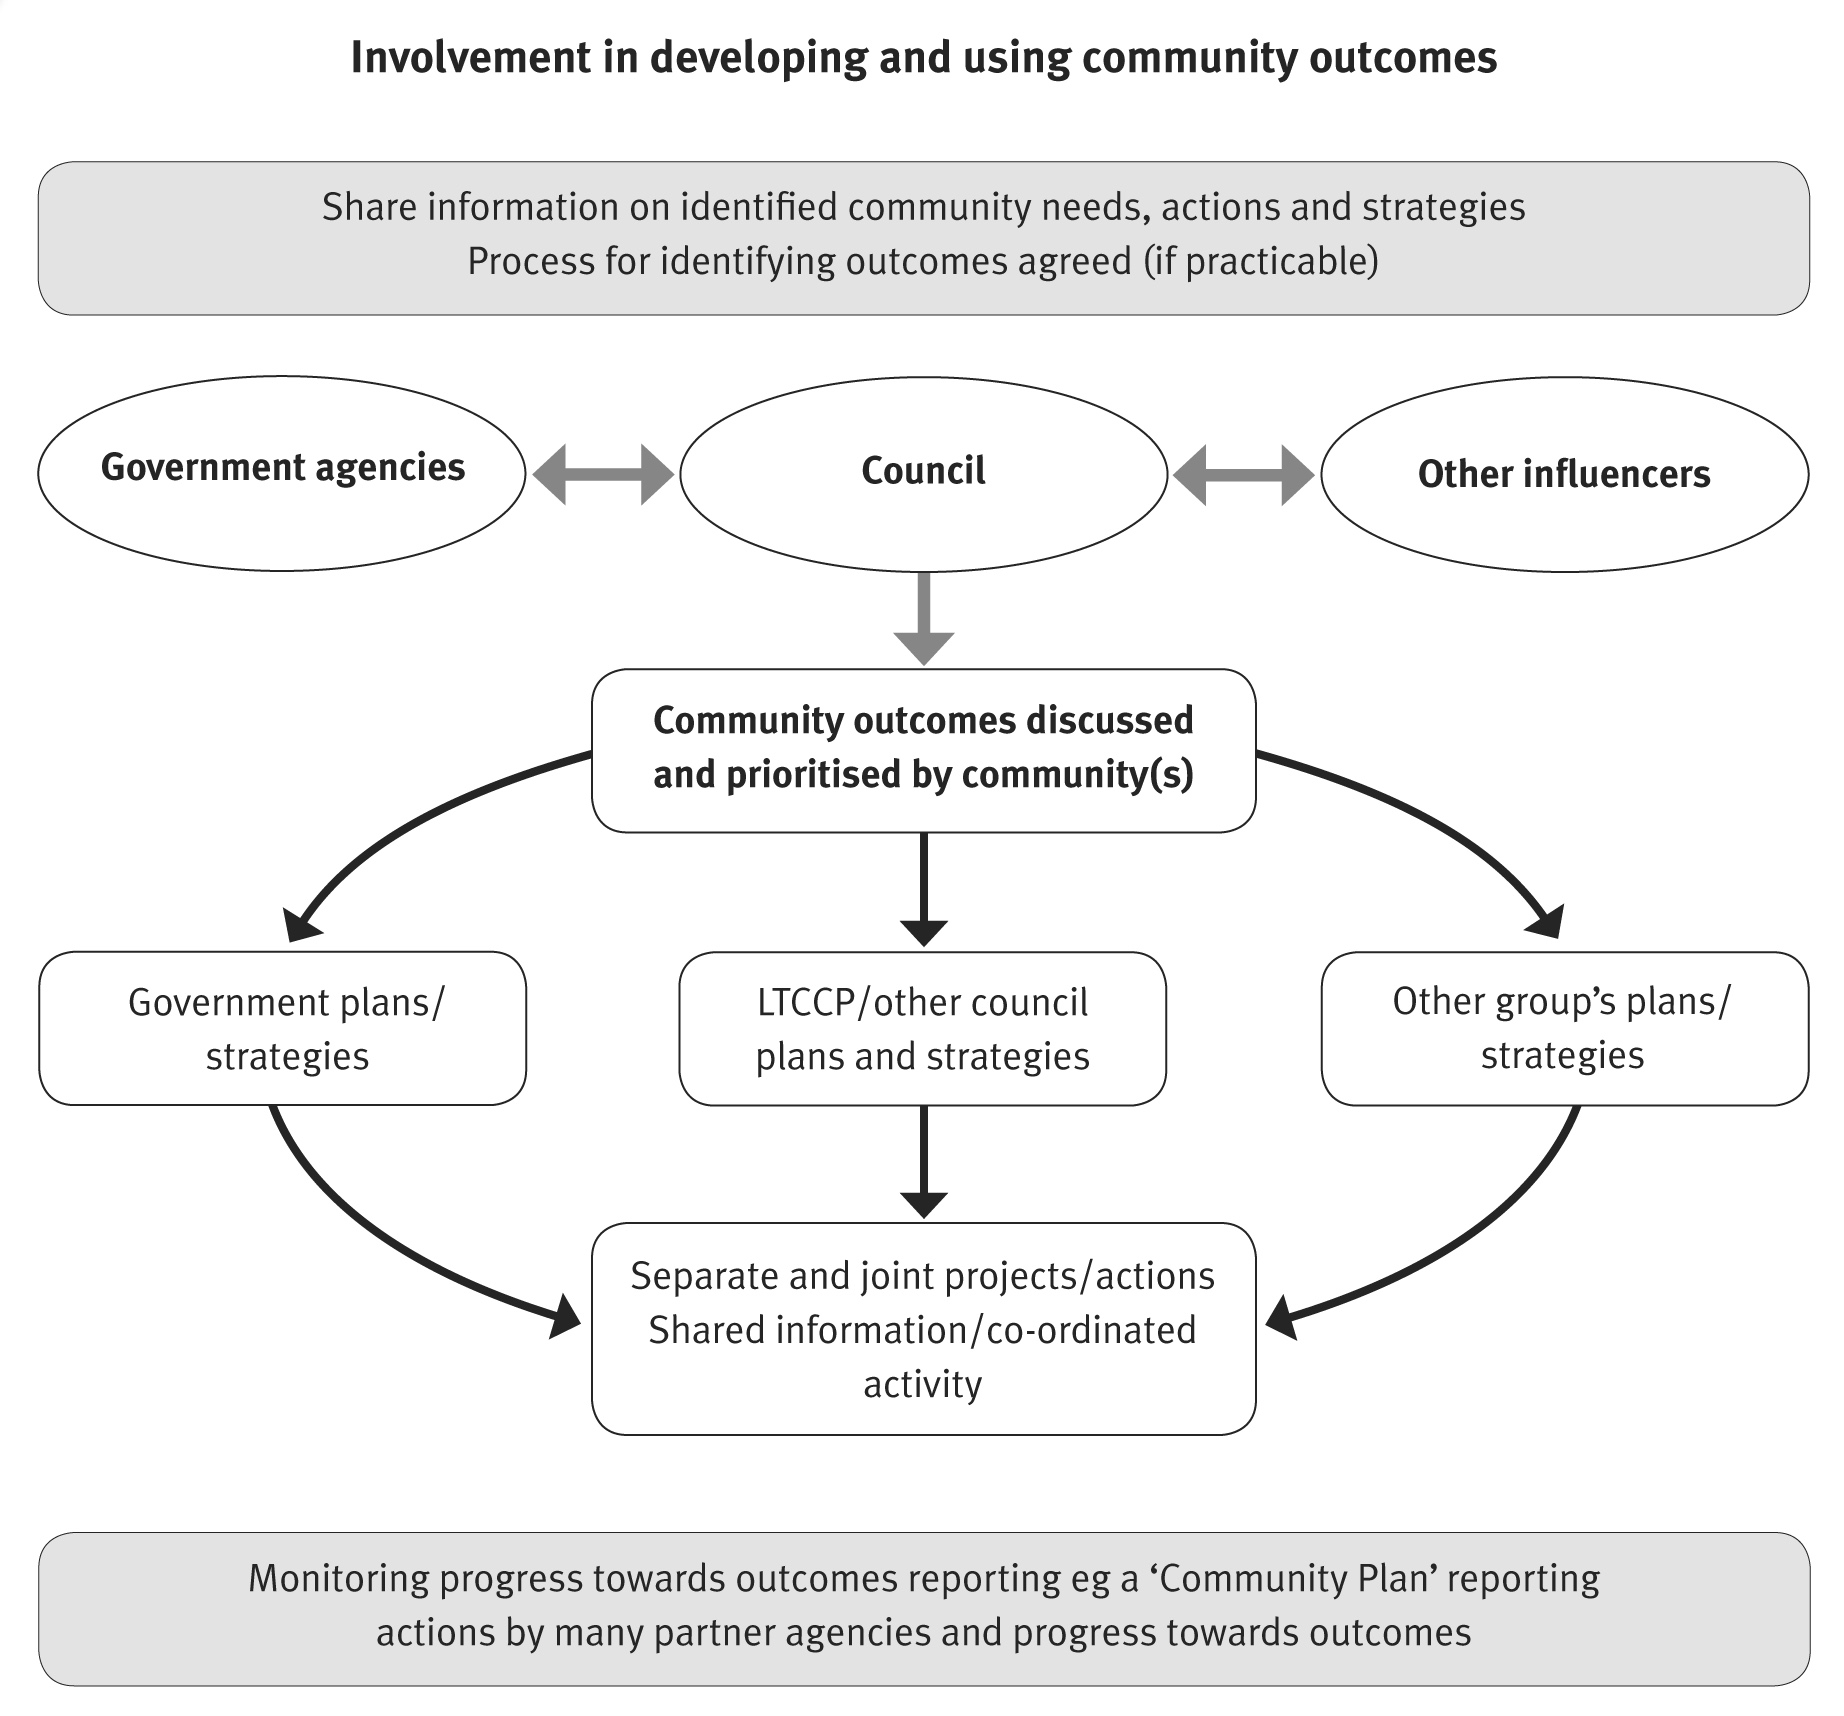 Involvement in developing and using community outcomes
Share information on identified community needs, actions and strategies
Process for identifying outcomes agreed (if practicable)
Government agencies
Council
Other influencers
Community outcomes discussed
and prioritised by community(s)
Government plans/
strategies
LTCCP/other council
plans and strategies
Other group’s plans/
strategies
Separate and joint projects/actions
Shared information/co-ordinated
activity
Monitoring progress towards outcomes reporting eg a ‘Community Plan’ reporting
actions by many partner agencies and progress towards outcomes